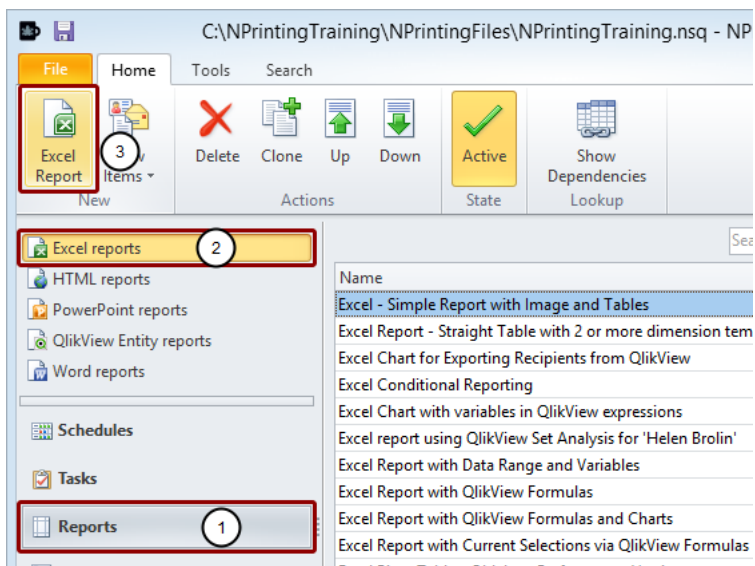 C:\NPrintingTraining\NPrintingFiles\NPrintingTraining.nsq - NP
File Home Tools Search
Excel Report
3
Items
Delete
Clone
Up
Down
Active
Show Dependencies
New
Actions
State
Lookup
Excel reports
2
HTML reports
PowerPoint reports
QlikView Entity reports
Word reports
Schedules
Tasks
Reports
1
Sea
Name
Excel - Simple Report with Image and Tables
Excel Report - Straight Table with 2 or more dimension tem
Excel Chart for Exporting Recipients from QlikView
Excel Conditional Reporting
Excel Chart with variables in QlikView expressions
Excel report using QlikView Set Analysis for 'Helen Brolin'
Excel Report with Data Range and Variables
Excel Report with QlikView Formulas
Excel Report with QlikView Formulas and Charts
Excel Report with Current Selections via QlikView Formulas